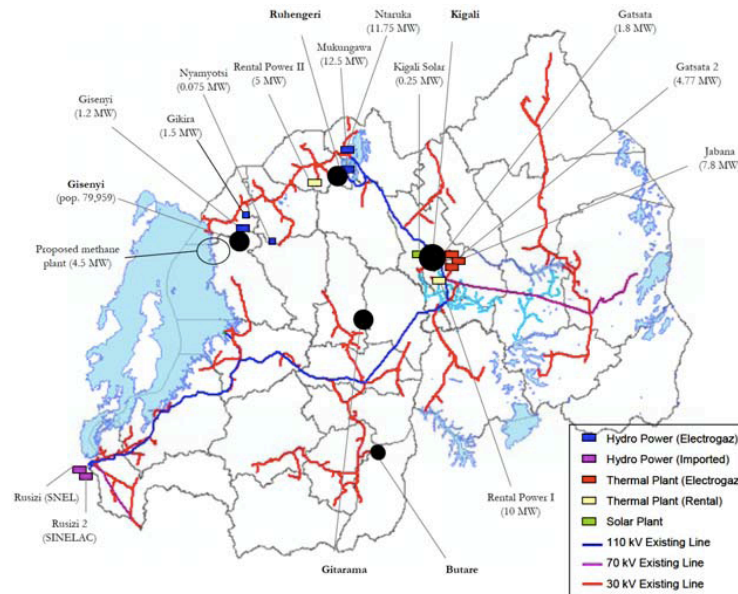 Ruhengeri
Ntaruka
(11.75 MW)
Kigali
Gatsata
(1.8 MW)
Mukungawa
(12.5 MW)
Rental Power II
(5 MW)
Nyamyotsi
(0.075 MW)
Kigali Solar
(0.25 MW)
Gatsata 2
(4.77 MW)
Gisenyi
(1.2 MW)
Gikira
(1.5 MW)
Jabana
(7.8 MW)
Gisenyi
(pop. 79,959)
Proposed methane
plant (4.5 MW)
Rusizi (SNEL)
Rusizi 2
(SINELAC)
Gitarama
Butare
Rental Power I
(10 MW)
Hydro Power (Electrogaz)
Hydro Power (Imported)
Thermal Plant (Electrogaz
Thermal Plant (Rental)
Solar Plant
110 kV Existing Line
70 kV Existing Line
30 kV Existing Line